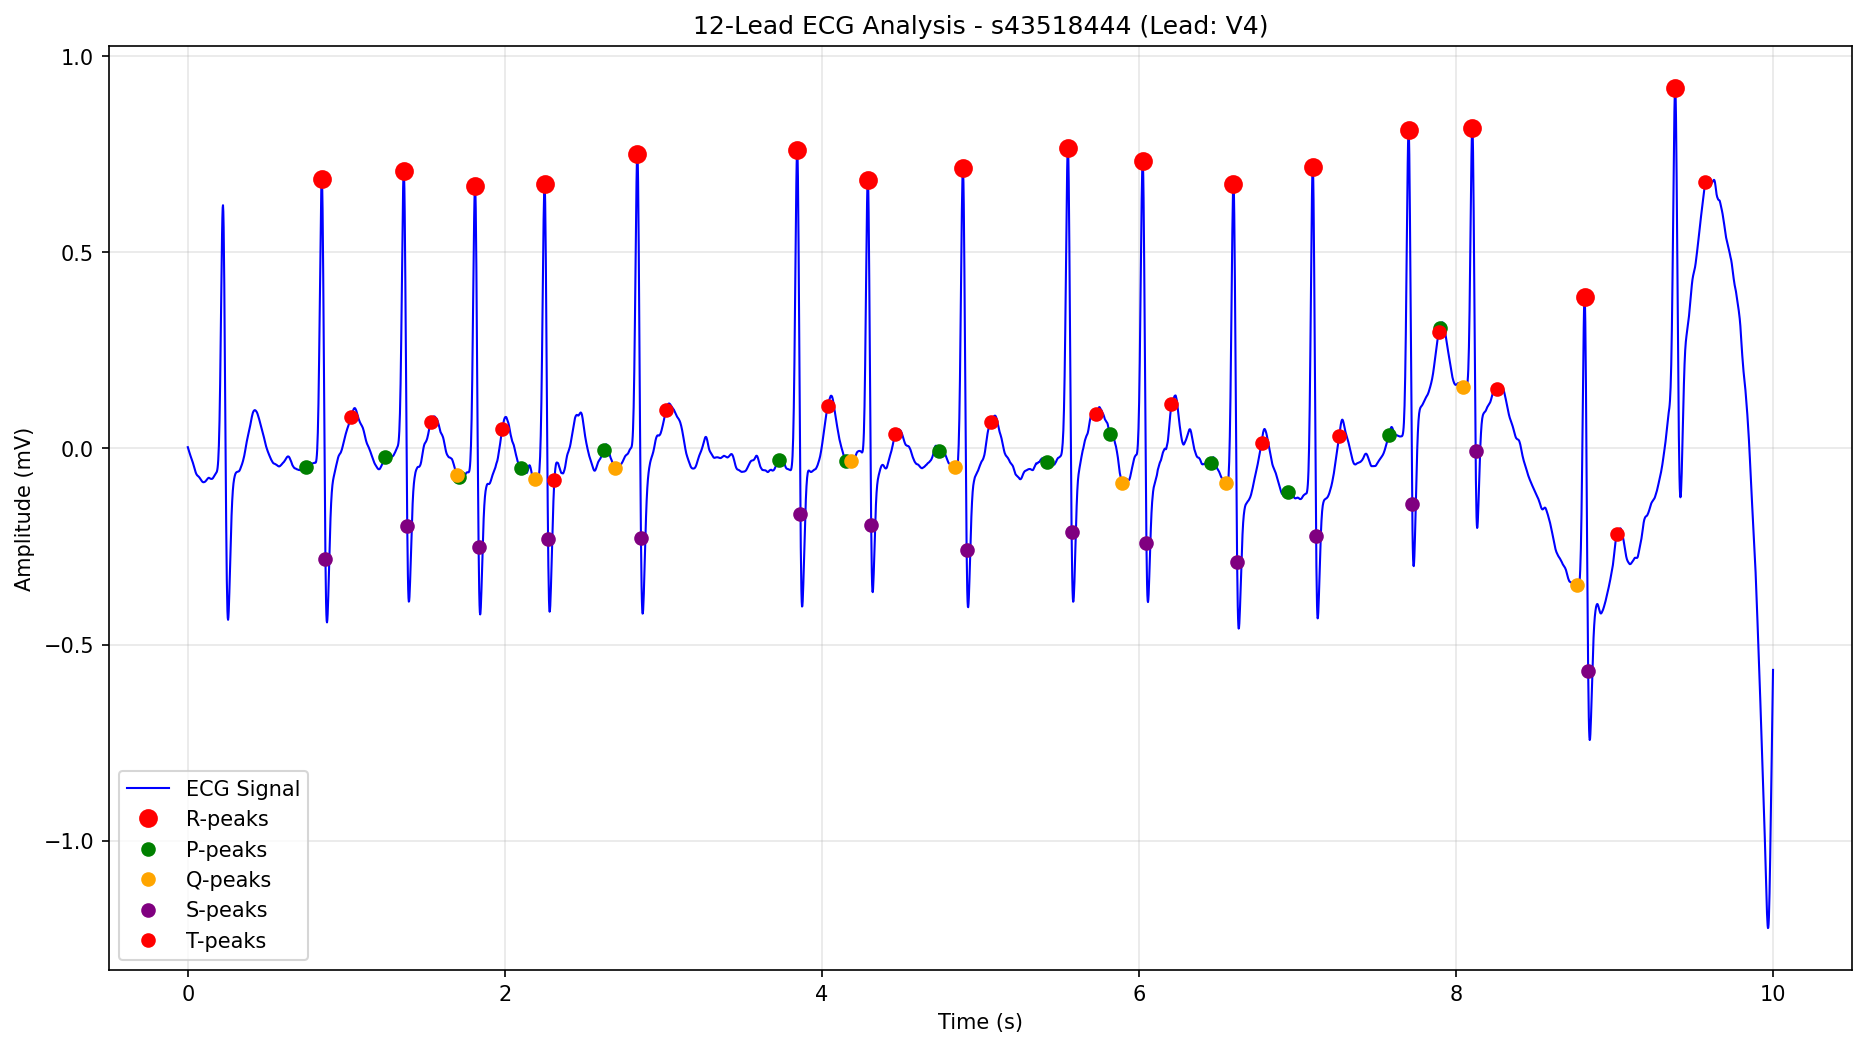 12-Lead ECG Analysis - s43518444 (Lead: V4)
Amplitude (mV)
1.0
0.5
0.0
−0.5
−1.0
ECG Signal
R-peaks
P-peaks
Q-peaks
S-peaks
T-peaks
0 2 4 6 8 10
Time (s)